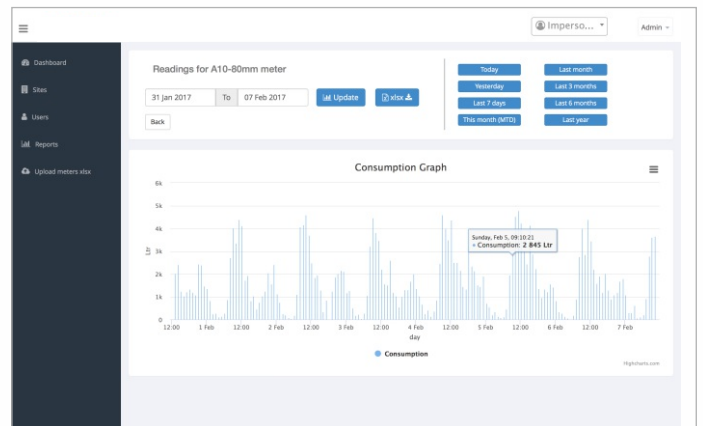 Imperso...
Admin
Dashboard
Sites
Users
Reports
Upload meters xlsx
Readings for A10-80mm meter
31 Jan 2017 To 07 Feb 2017 Update xlsx
Back
Today Last month
Yesterday Last 3 months
Last 7 days Last 6 months
This month (MTD) Last year
Consumption Graph
6k
5k
4k
3k
2k
1k
0
Ltr
Sunday, Feb 5, 09:10:21
Consumption: 2 845 Ltr
12:00 1 Feb 12:00 2 Feb 12:00 3 Feb 12:00 4 Feb 12:00 5 Feb 12:00 6 Feb 12:00 7 Feb
day
Consumption
Highcharts.com